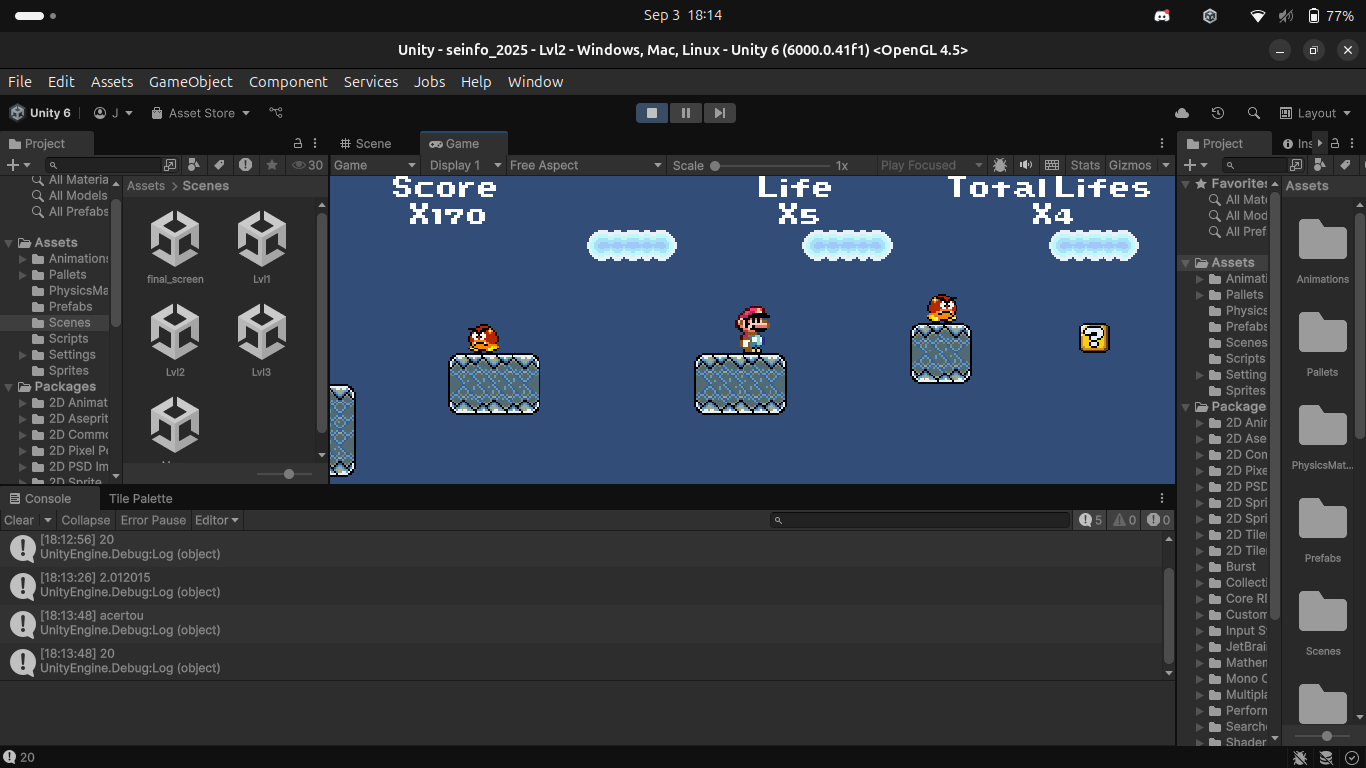 Sep 3 18:14
77%
Unity - seinfo_2025 - Lvl2 - Windows, Mac, Linux - Unity 6 (6000.0.41f1) <OpenGL 4.5>
File Edit Assets GameObject Component Services Jobs Help Window
Unity 6 J Asset Store Layout
Project Scene Game Project Ins
30 Game Display 1 Free Aspect Scale 1x Play Focused Stats Gizmos
All Materia
All Models
All Prefabs
Assets
Animations
Pallets
PhysicsMa
Prefabs
Scenes
Scripts
Settings
Sprites
Packages
2D Animat
2D Aseprit
2D Commo
2D Pixel Pe
2D PSD Im
2D Sprite
Assets > Scenes
final_screen Lvl1
Lvl2 Lvl3
Score Life Total Lifes
X170 X5 X4
?
Favorites
All Mate
All Mod
All Pref
Assets
Animati
Pallets
Physics
Prefabs
Scenes
Scripts
Setting
Sprites
Package
2D Anir
2D Ase
2D Con
2D Pixe
2D PSD
2D Spri
2D Spri
2D Tiler
2D Tiler
Burst
Collecti
Core RI
Custom
Input Sy
JetBrai
Mathen
Mono C
Multipla
Perform
Searche
Shader
Assets
Animations
Pallets
PhysicsMat...
Prefabs
Scenes
Console Tile Palette
Clear Collapse Error Pause Editor 5 0 0
[18:12:56] 20
UnityEngine.Debug:Log (object)
[18:13:26] 2.012015
UnityEngine.Debug:Log (object)
[18:13:48] acertou
UnityEngine.Debug:Log (object)
[18:13:48] 20
UnityEngine.Debug:Log (object)
20